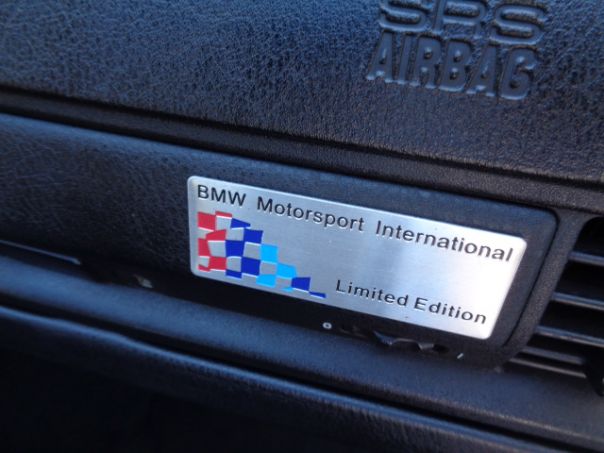 SRS
AIRBAG
BMW Motorsport International
Limited Edition